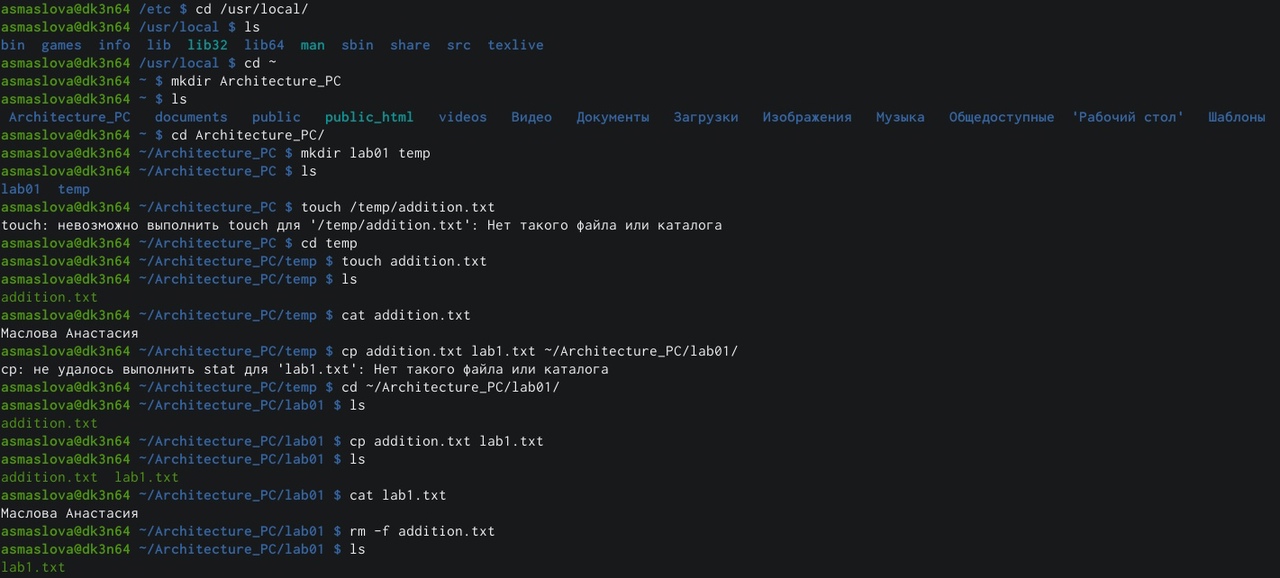 asmaslova@dk3n64 /etc $ cd /usr/local/
asmaslova@dk3n64 /usr/local $ ls
bin  games  info  lib  lib32  lib64  man  sbin  share  src  texlive
asmaslova@dk3n64 /usr/local $ cd ~
asmaslova@dk3n64 ~ $ mkdir Architecture_PC
asmaslova@dk3n64 ~ $ ls
Architecture_PC   documents   public   public_html   videos   Видео   Документы   Загрузки   Изображения   Музыка   Общедоступные  'Рабочий стол'   Шаблоны
asmaslova@dk3n64 ~ $ cd Architecture_PC/
asmaslova@dk3n64 ~/Architecture_PC $ mkdir lab01 temp
asmaslova@dk3n64 ~/Architecture_PC $ ls
lab01  temp
asmaslova@dk3n64 ~/Architecture_PC $ touch /temp/addition.txt
touch: невозможно выполнить touch для '/temp/addition.txt': Нет такого файла или каталога
asmaslova@dk3n64 ~/Architecture_PC $ cd temp
asmaslova@dk3n64 ~/Architecture_PC/temp $ touch addition.txt
asmaslova@dk3n64 ~/Architecture_PC/temp $ ls
addition.txt
asmaslova@dk3n64 ~/Architecture_PC/temp $ cat addition.txt
Маслова Анастасия
asmaslova@dk3n64 ~/Architecture_PC/temp $ cp addition.txt lab1.txt ~/Architecture_PC/lab01/
cp: не удалось выполнить stat для 'lab1.txt': Нет такого файла или каталога
asmaslova@dk3n64 ~/Architecture_PC/temp $ cd ~/Architecture_PC/lab01/
asmaslova@dk3n64 ~/Architecture_PC/lab01 $ ls
addition.txt
asmaslova@dk3n64 ~/Architecture_PC/lab01 $ cp addition.txt lab1.txt
asmaslova@dk3n64 ~/Architecture_PC/lab01 $ ls
addition.txt  lab1.txt
asmaslova@dk3n64 ~/Architecture_PC/lab01 $ cat lab1.txt
Маслова Анастасия
asmaslova@dk3n64 ~/Architecture_PC/lab01 $ rm -f addition.txt
asmaslova@dk3n64 ~/Architecture_PC/lab01 $ ls
lab1.txt